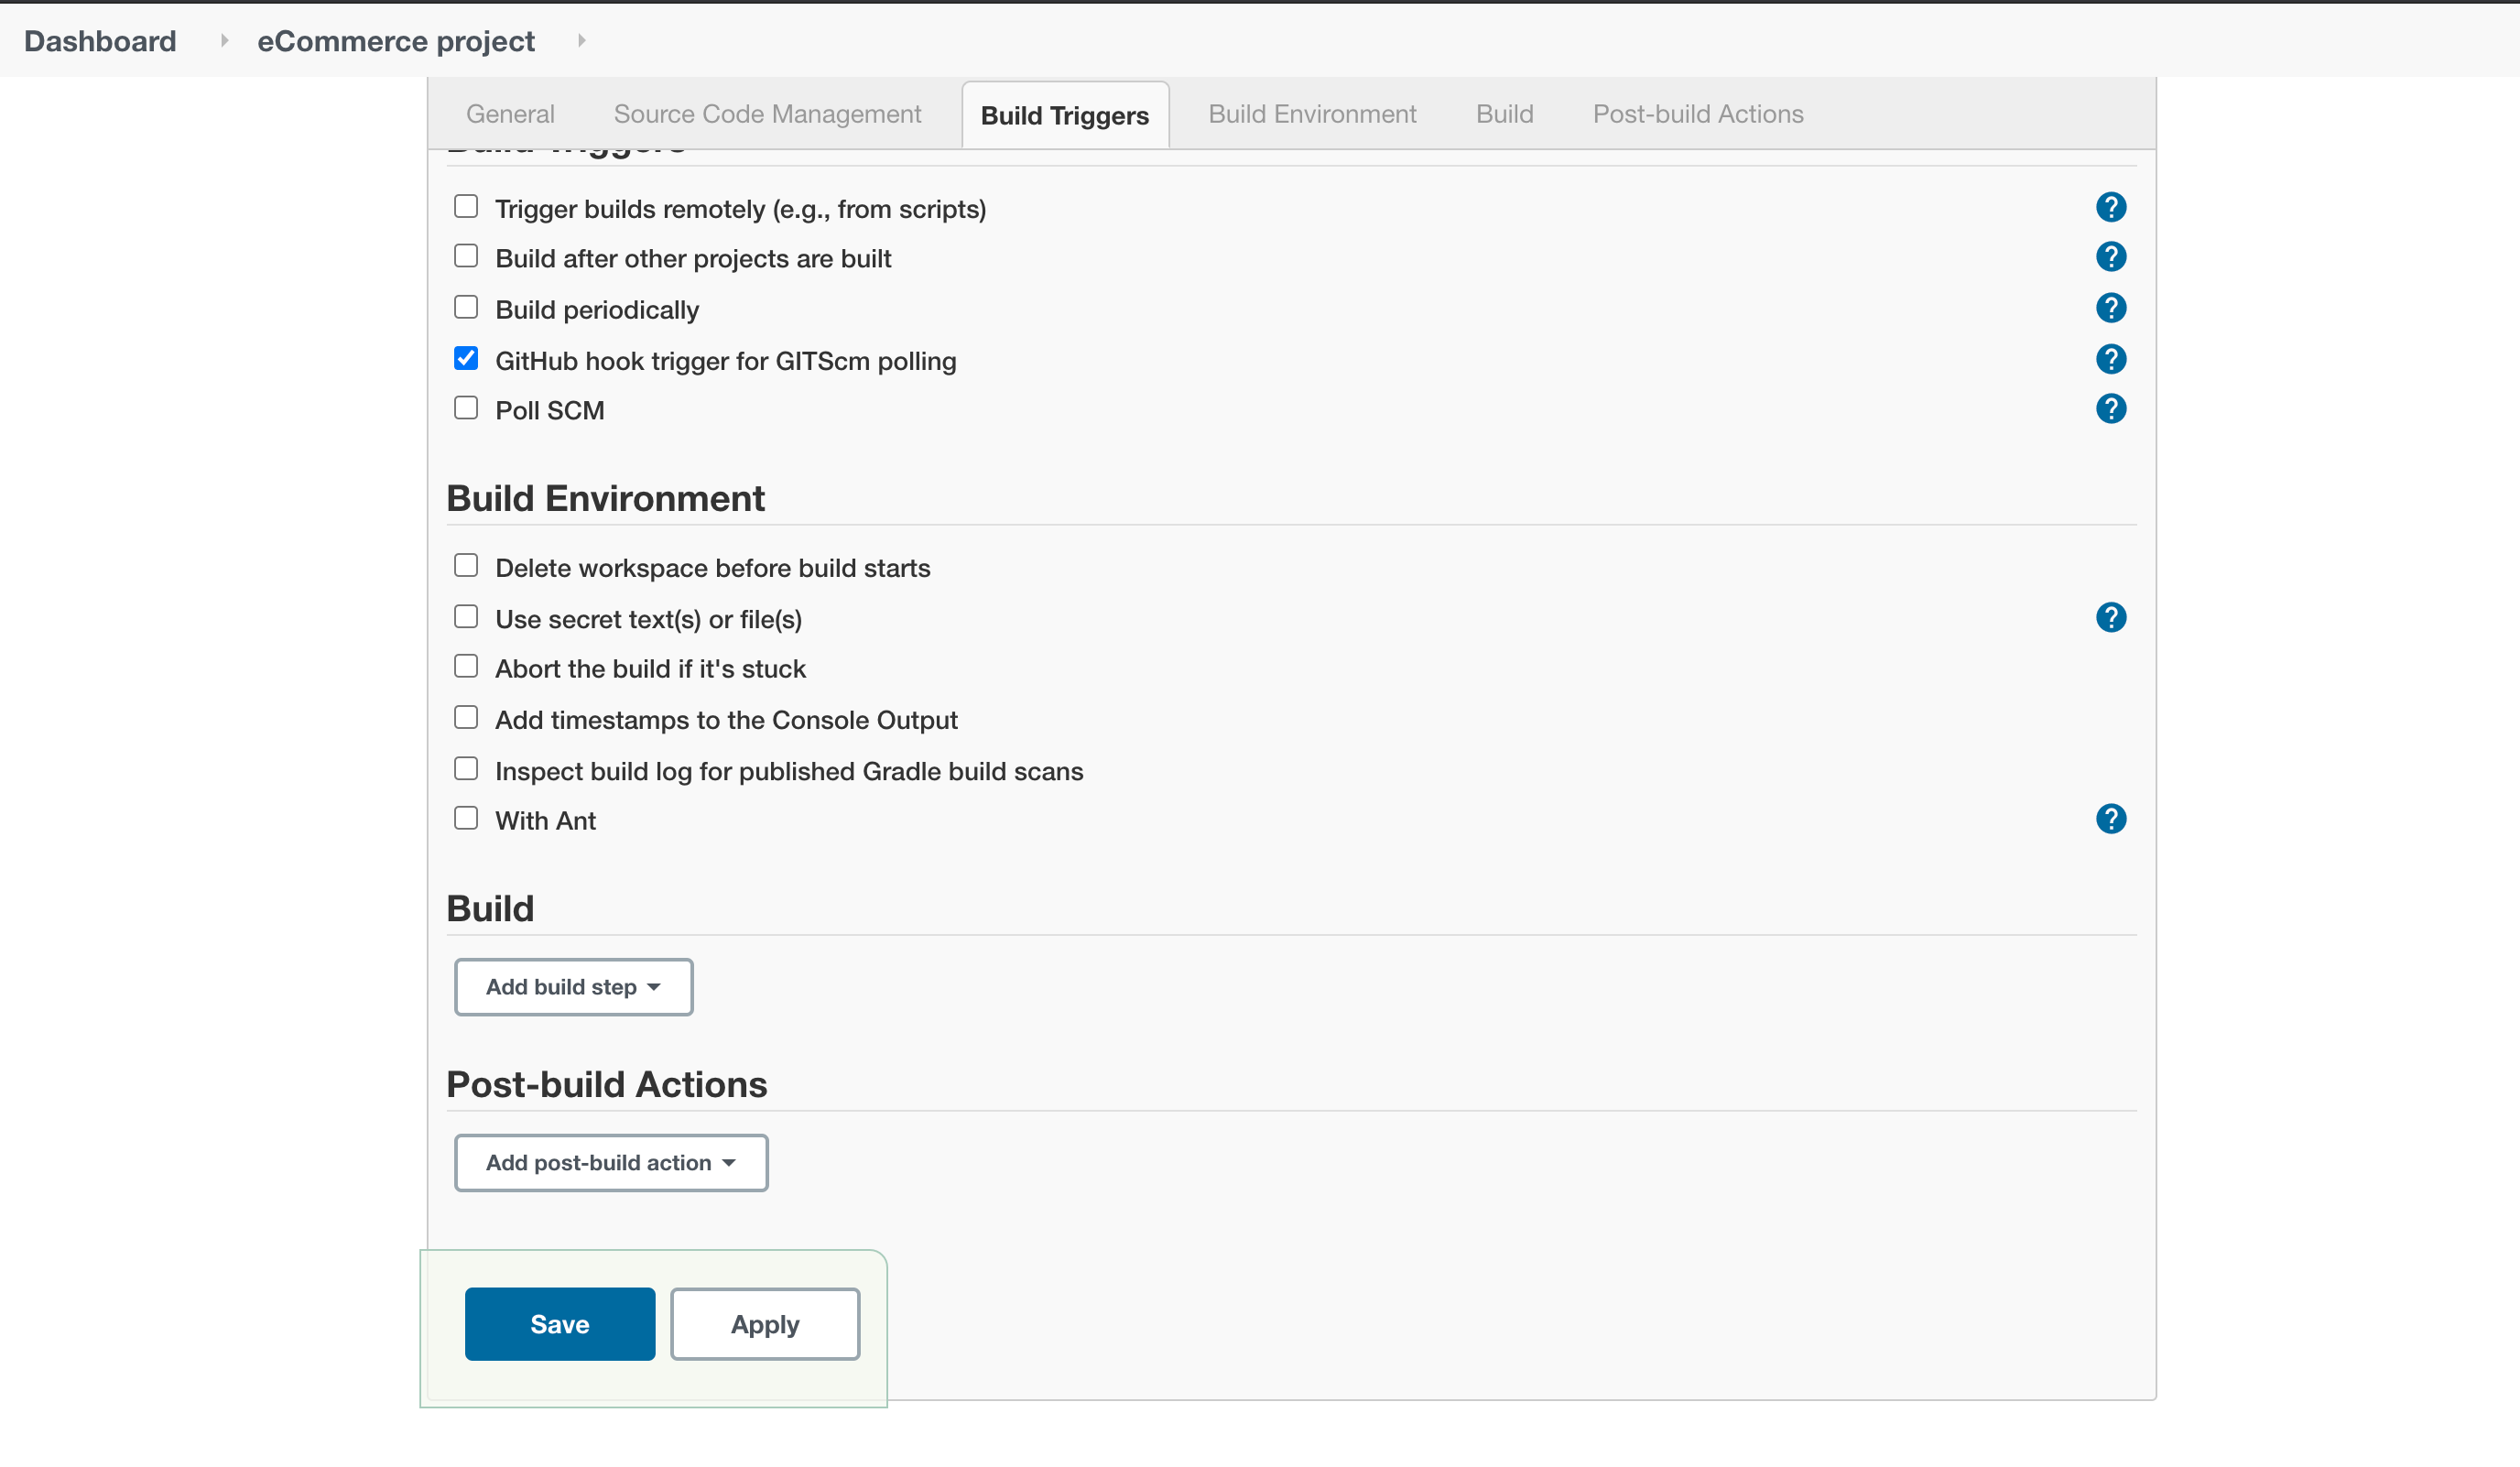 Dashboard eCommerce project
General Source Code Management Build Triggers Build Environment Build Post-build Actions
Build Triggers
Trigger builds remotely (e.g., from scripts) ?
Build after other projects are built ?
Build periodically ?
GitHub hook trigger for GITScm polling ?
Poll SCM ?
Build Environment
Delete workspace before build starts
Use secret text(s) or file(s) ?
Abort the build if it's stuck
Add timestamps to the Console Output
Inspect build log for published Gradle build scans
With Ant ?
Build
Add build step
Post-build Actions
Add post-build action
Save Apply